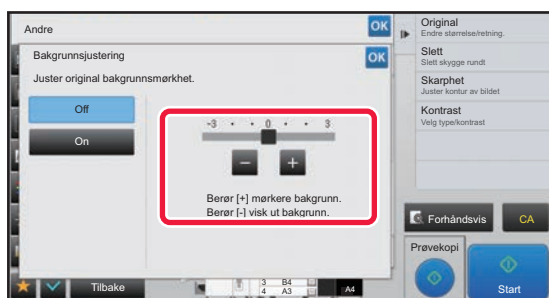 Andre
OK
Bakgrunnsjustering
OK
Juster original bakgrunnsmørkhet.
Off
On
-3 • • 0 • • 3
− +
Berør [+] mørkere bakgrunn.
Berør [-] visk ut bakgrunn.
Tilbake
3 B4
4 A3
A4
Original
Endre størrelse/retning.
Slett
Slett skygge rundt
Skarphet
Juster kontur av bildet
Kontrast
Velg type/kontrast
Forhåndsvis
CA
Prøvekopi
Start